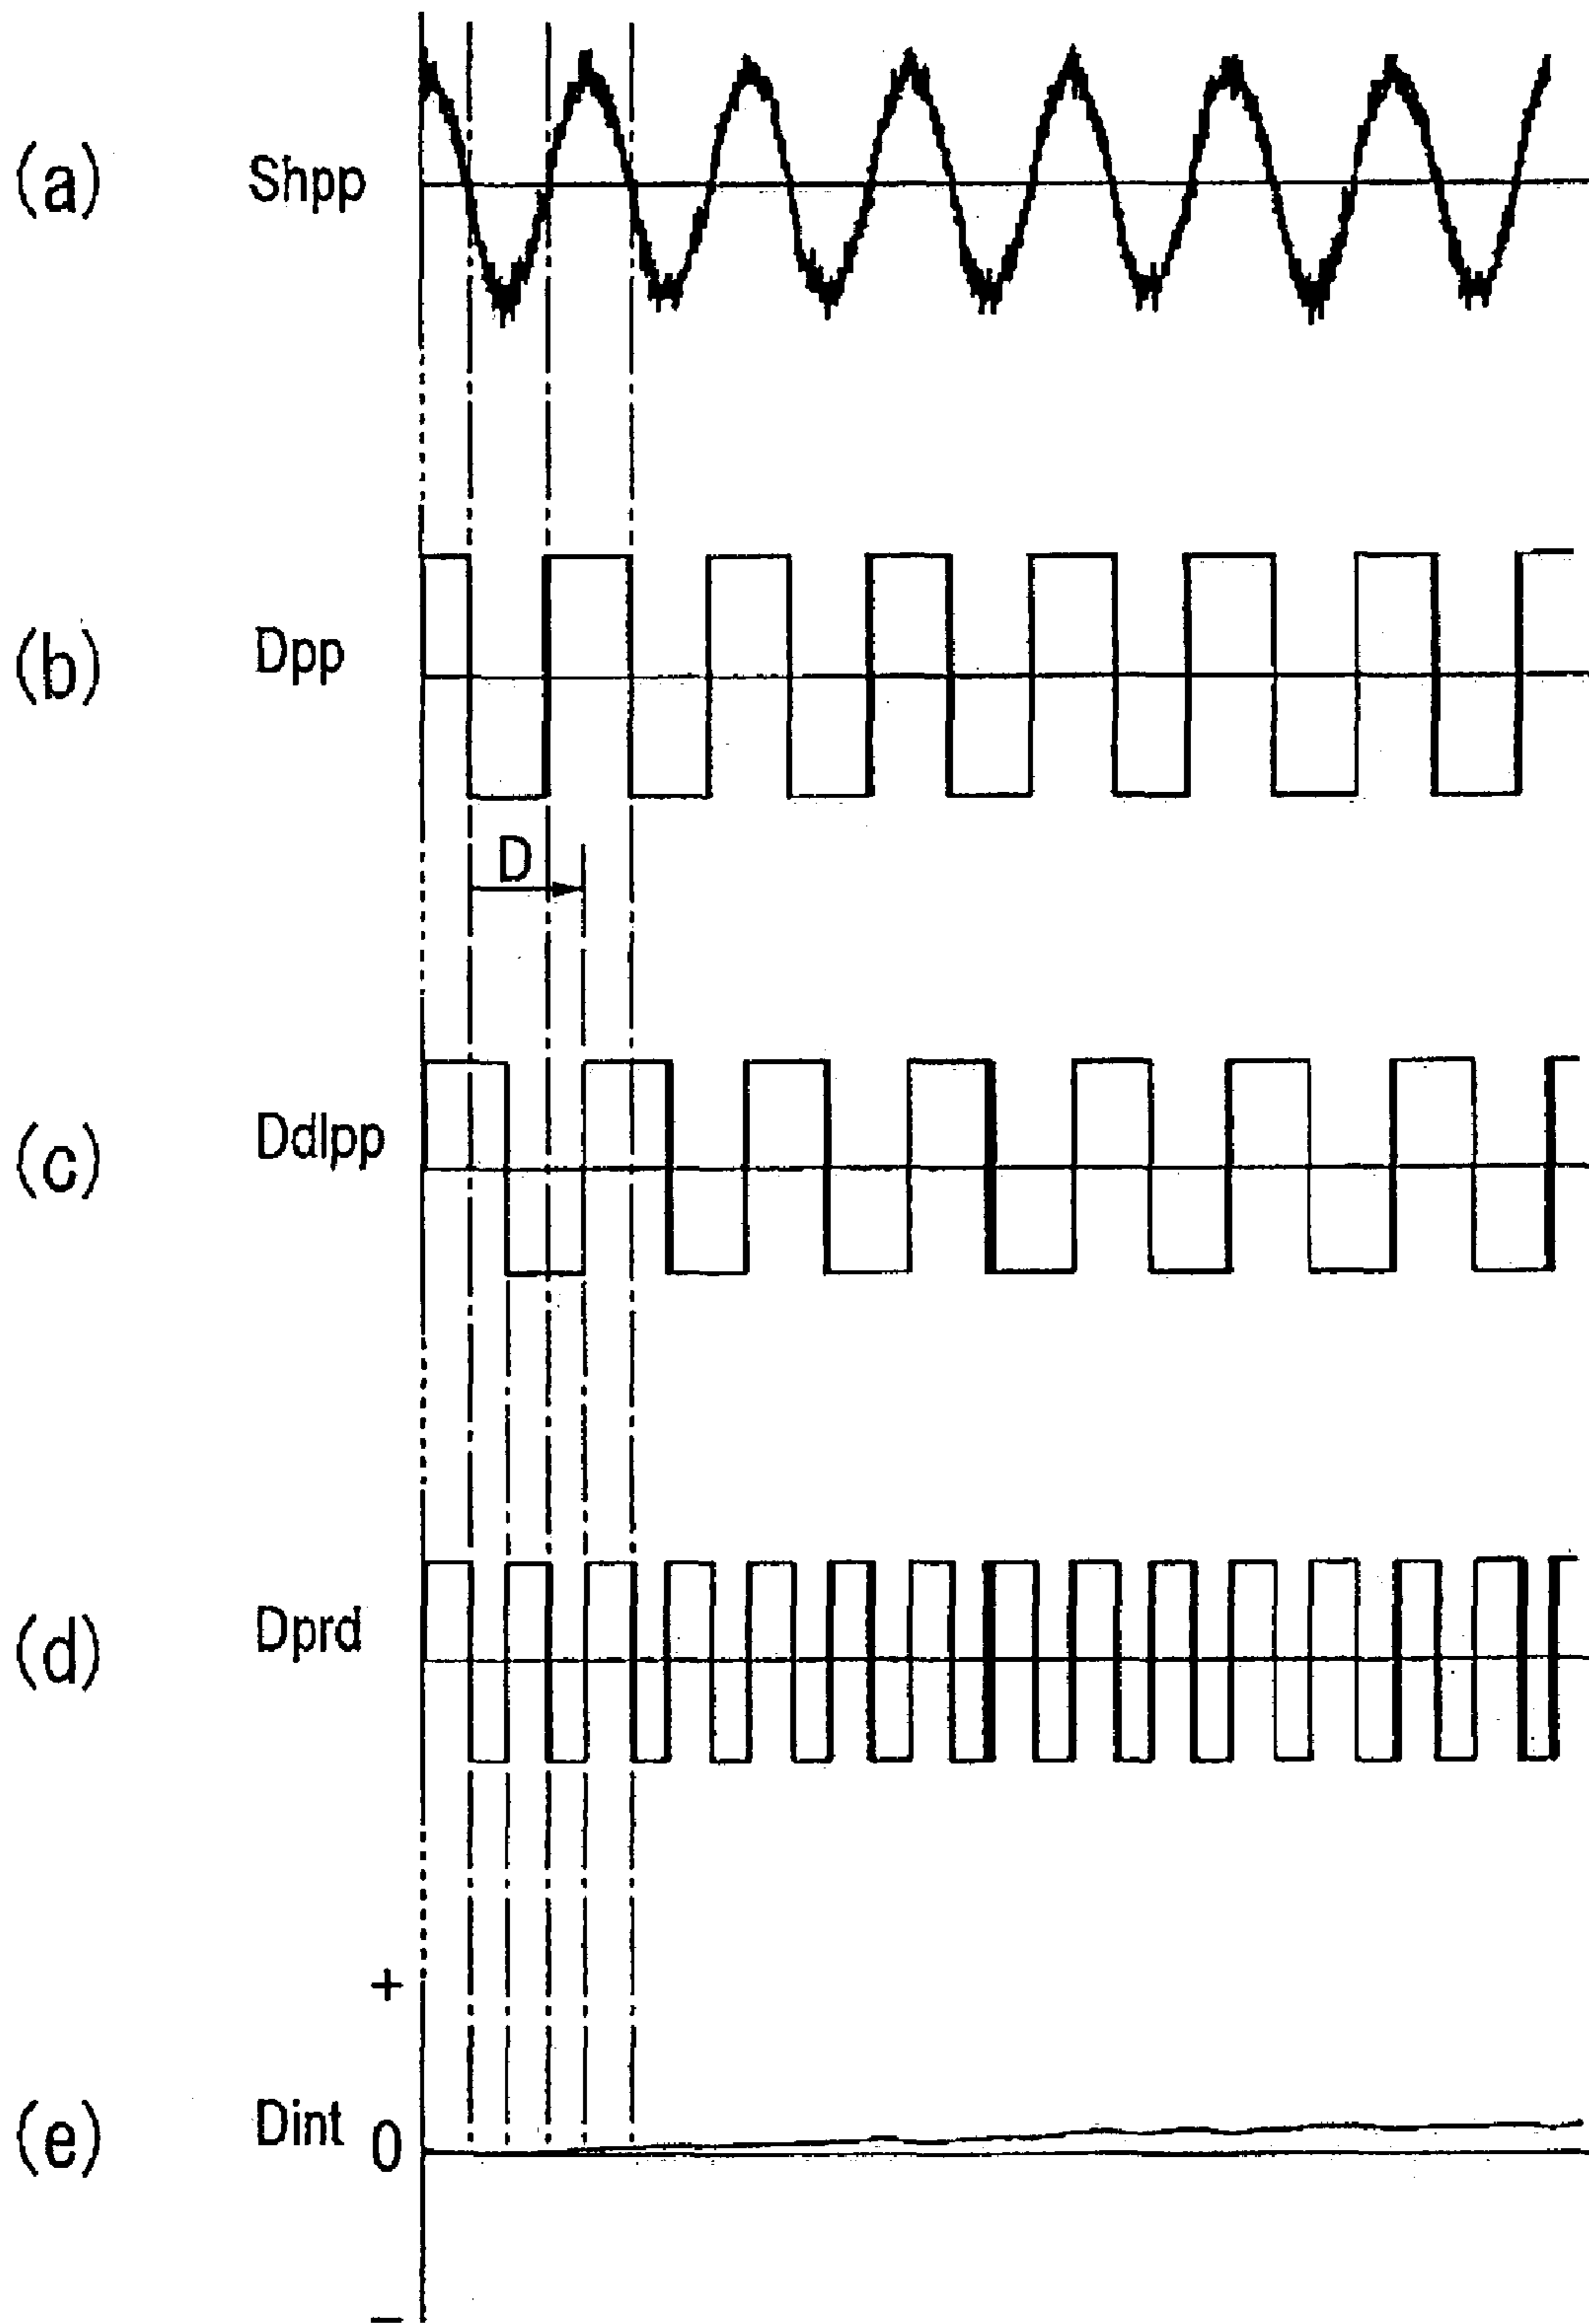 (a) Shpp
(b) Dpp
D
(c) Ddlpp
(d) Dprd
+
(e) Dint 0
−